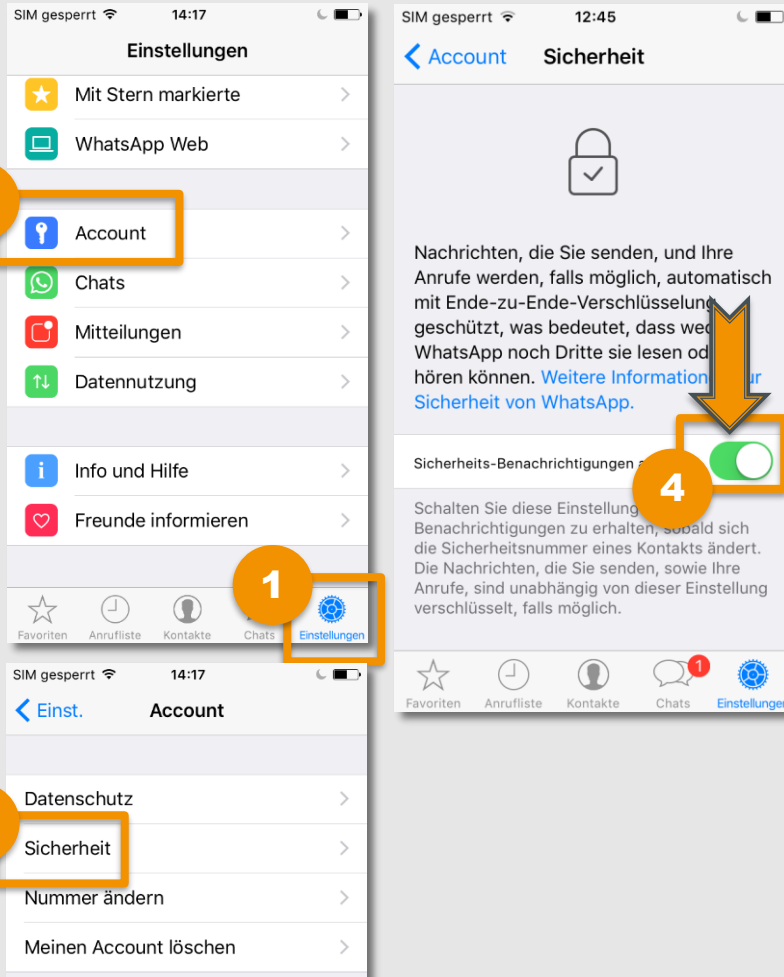 SIM gesperrt 14:17
Einstellungen
Mit Stern markierte
WhatsApp Web
Account
Chats
Mitteilungen
Datennutzung
Info und Hilfe
Freunde informieren
1
Favoriten Anrufliste Kontakte Chats Einstellungen
SIM gesperrt 14:17
Einst. Account
Datenschutz
Sicherheit
Nummer ändern
Meinen Account löschen
SIM gesperrt 12:45
Account Sicherheit
Nachrichten, die Sie senden, und Ihre
Anrufe werden, falls möglich, automatisch
mit Ende-zu-Ende-Verschlüsselung
geschützt, was bedeutet, dass
WhatsApp noch Dritte sie lesen
hören können. Weitere
Sicherheit von WhatsApp.
Sicherheits-Benachrichtigungen
4
Schalten Sie diese Einstellung
Benachrichtigungen zu erhalten, sobald sich
die Sicherheitsnummer eines Kontakts ändert.
Die Nachrichten, die Sie senden, sowie Ihre
Anrufe, sind unabhängig von dieser Einstellung
verschlüsselt, falls möglich.
1
Favoriten Anrufliste Kontakte Chats Einstellungen